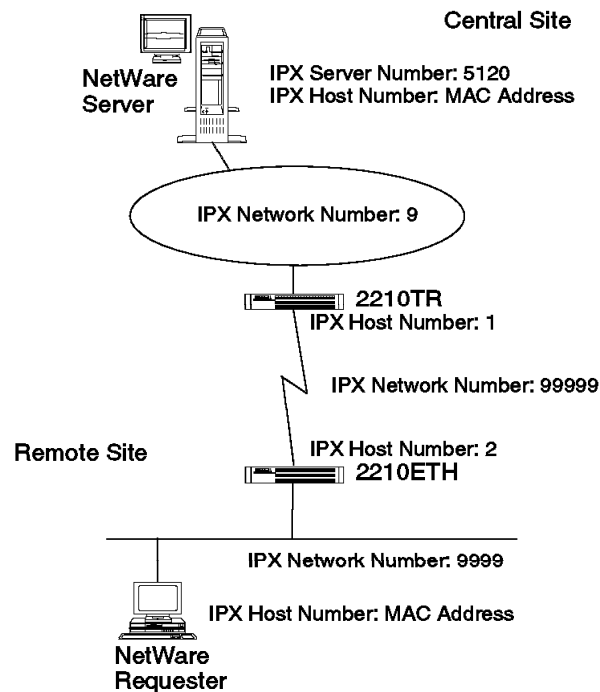 Central Site
NetWare
Server
IPX Server Number: 5120
IPX Host Number: MAC Address
IPX Network Number: 9
2210TR
IPX Host Number: 1
IPX Network Number: 99999
Remote Site
IPX Host Number: 2
2210ETH
IPX Network Number: 9999
IPX Host Number: MAC Address
NetWare
Requester